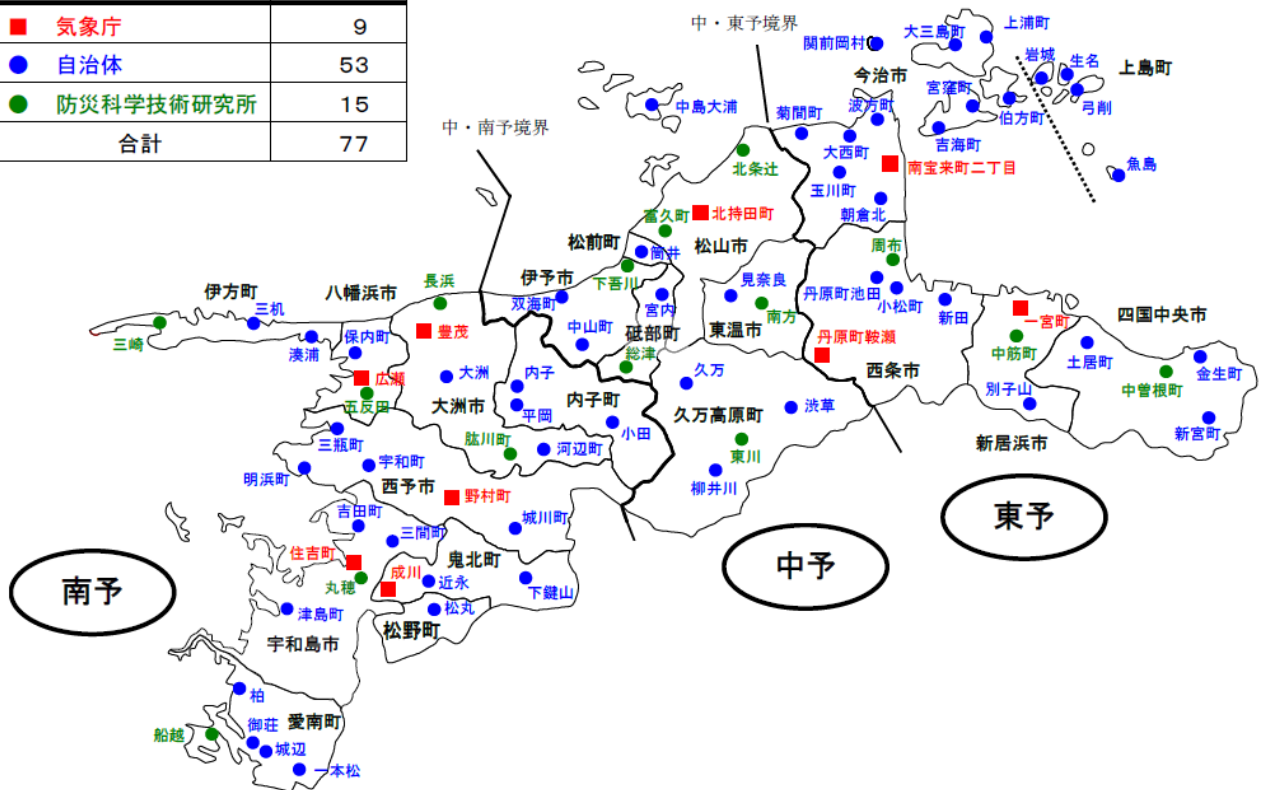 気象庁 9
自治体 53
防災科学技術研究所 15
合計 77
中・東予境界
中・南予境界
関前岡村
大三島町
上浦町
岩城
生名
上島町
今治市
宮窪町
弓削
伯方町
吉海町
魚島
中島大浦
菊間町
波方町
大西町
南宝来町二丁目
玉川町
朝倉北
北条辻
北持田町
富久町
松山市
松前町
筒井
下吾川
伊予市
双海町
中山町
宮内
砥部町
総津
見奈良
南方
東温市
周布
丹原町池田
小松町
新田
丹原町鞍瀬
西条市
一宮町
中筋町
別子山
新居浜市
四国中央市
土居町
金生町
中曽根町
新宮町
伊方町
三机
三崎
湊浦
八幡浜市
保内町
広瀬
五反田
長浜
豊茂
大洲
大洲市
内子
平岡
内子町
小田
肱川町
河辺町
久万
久万高原町
渋草
東川
柳井川
三瓶町
宇和町
明浜町
西予市
野村町
城川町
吉田町
三間町
住吉町
丸穂
成川
鬼北町
近永
下鍵山
松丸
松野町
津島町
宇和島市
柏
愛南町
御荘
城辺
一本松
船越
南予
中予
東予